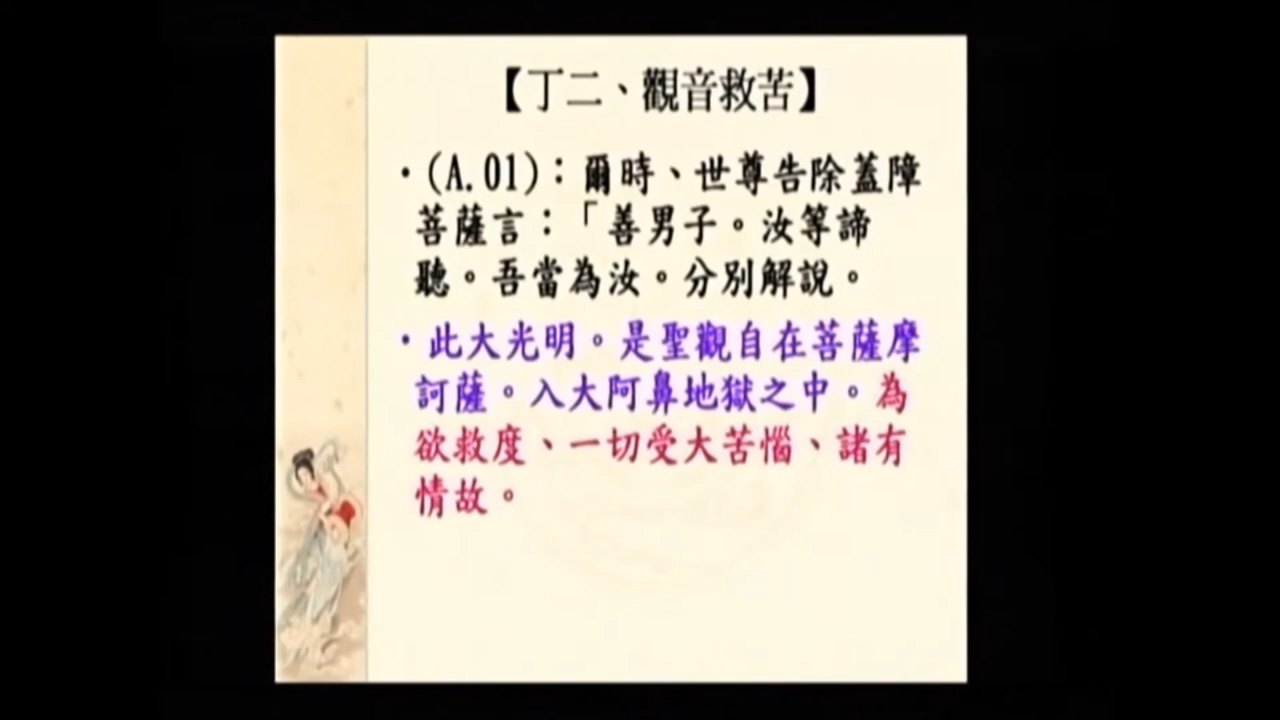 【丁二、觀音救苦】
·(A.01)：爾時、世尊告除蓋障
菩薩言：「善男子。汝等諦
聽。吾當為汝。分別解說。
·此大光明。是聖觀自在菩薩摩
訶薩。入大阿鼻地獄之中。為
欲救度、一切受大苦惱、諸有
情故。